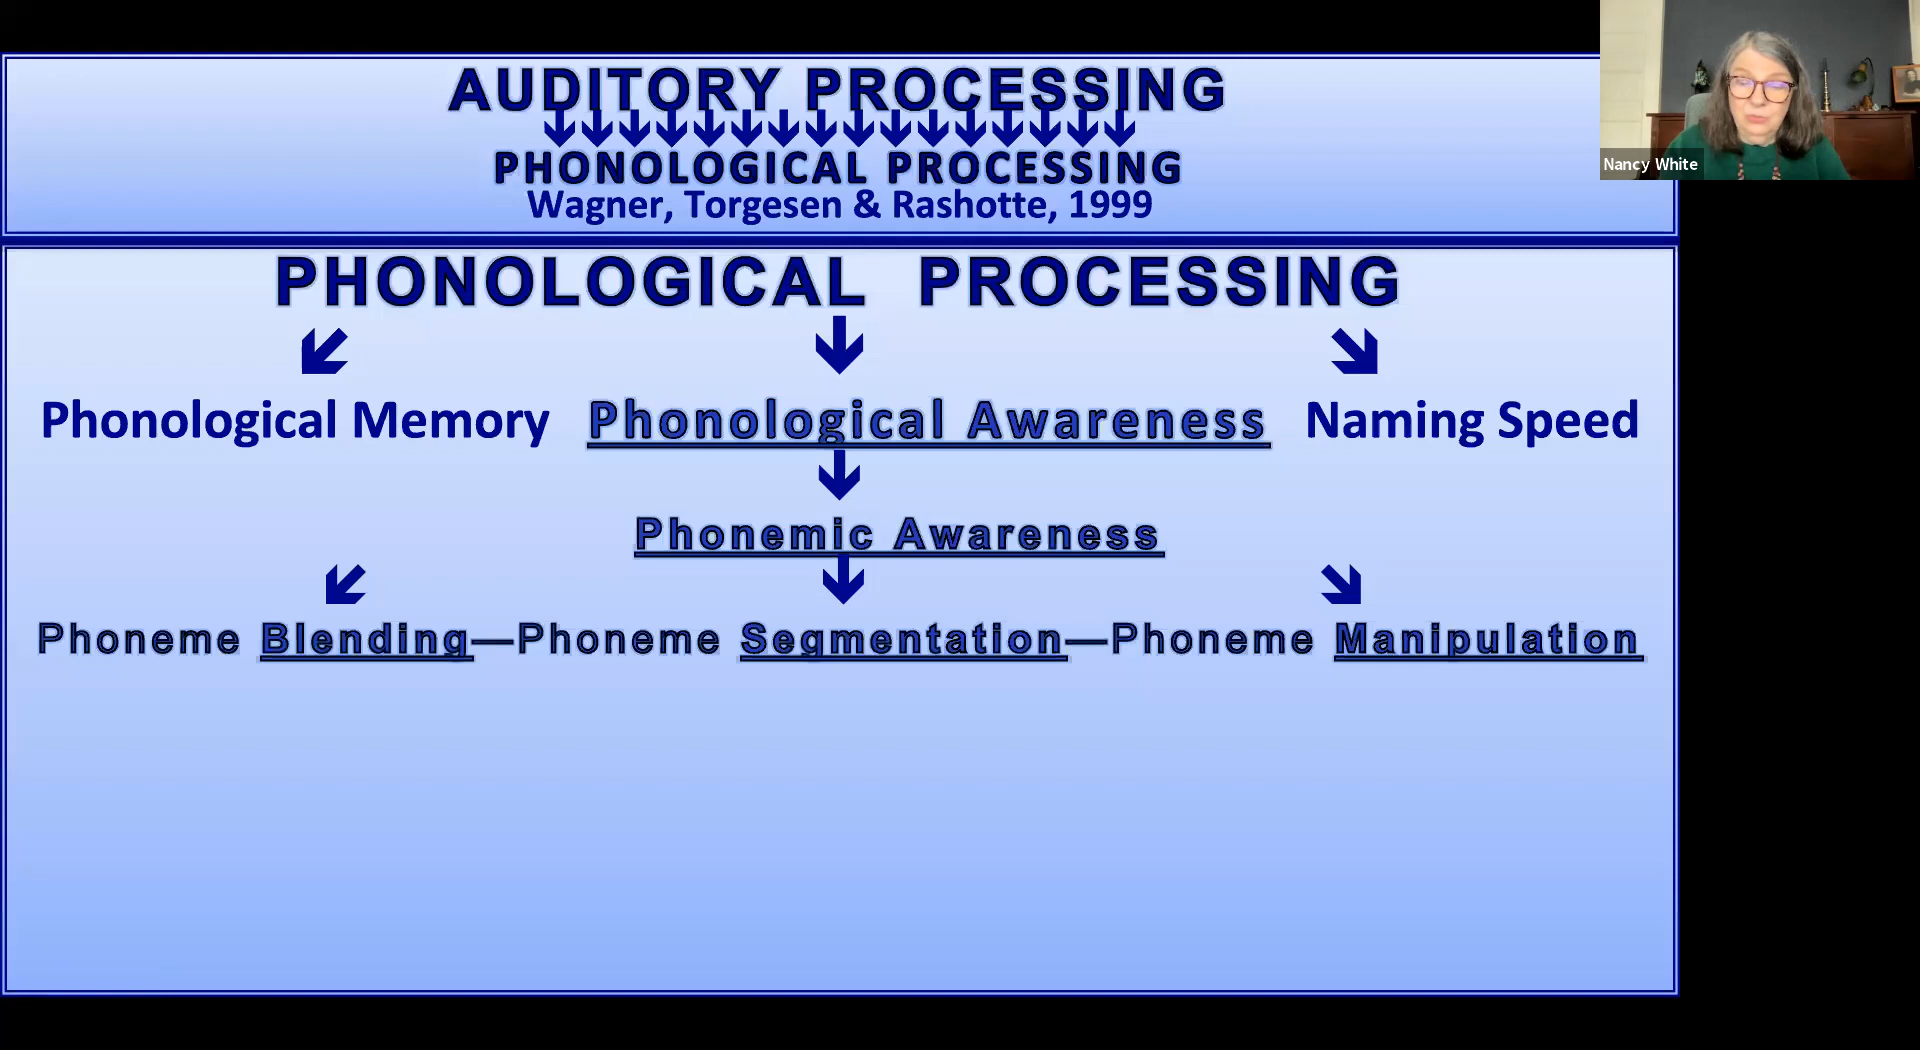 AUDITORY PROCESSING
PHONOLOGICAL PROCESSING
Wagner, Torgesen & Rashotte, 1999
PHONOLOGICAL PROCESSING
Phonological Memory Phonological Awareness Naming Speed
Phonemic Awareness
Phoneme Blending—Phoneme Segmentation—Phoneme Manipulation
Nancy White